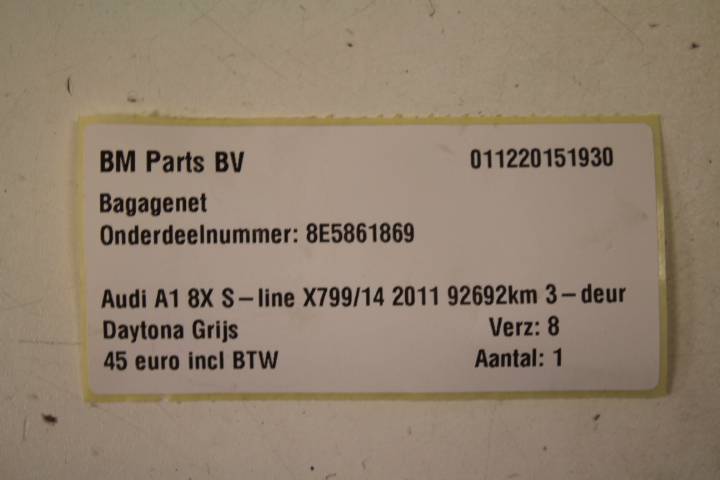 BM Parts BV 011220151930
Bagagenet
Onderdeelnummer: 8E5861869
Audi A1 8X S-line X799/14 2011 92692km 3-deur
Daytona Grijs Verz: 8
45 euro incl BTW Aantal: 1